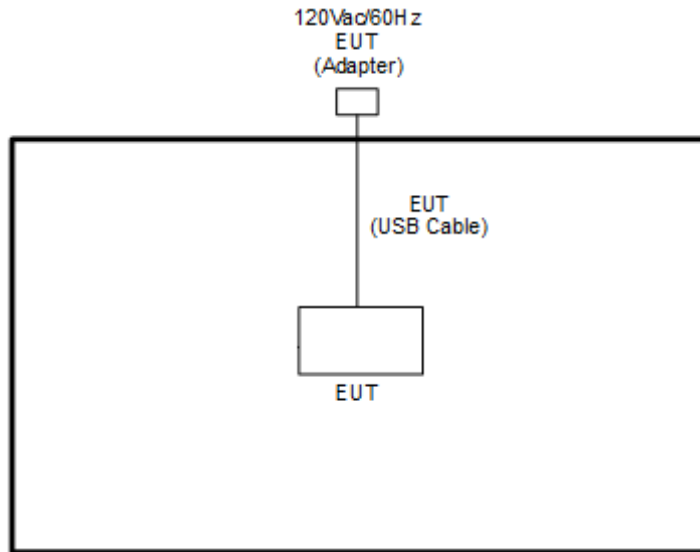 120Vac/60Hz
EUT
(Adapter)
EUT
(USB Cable)
EUT